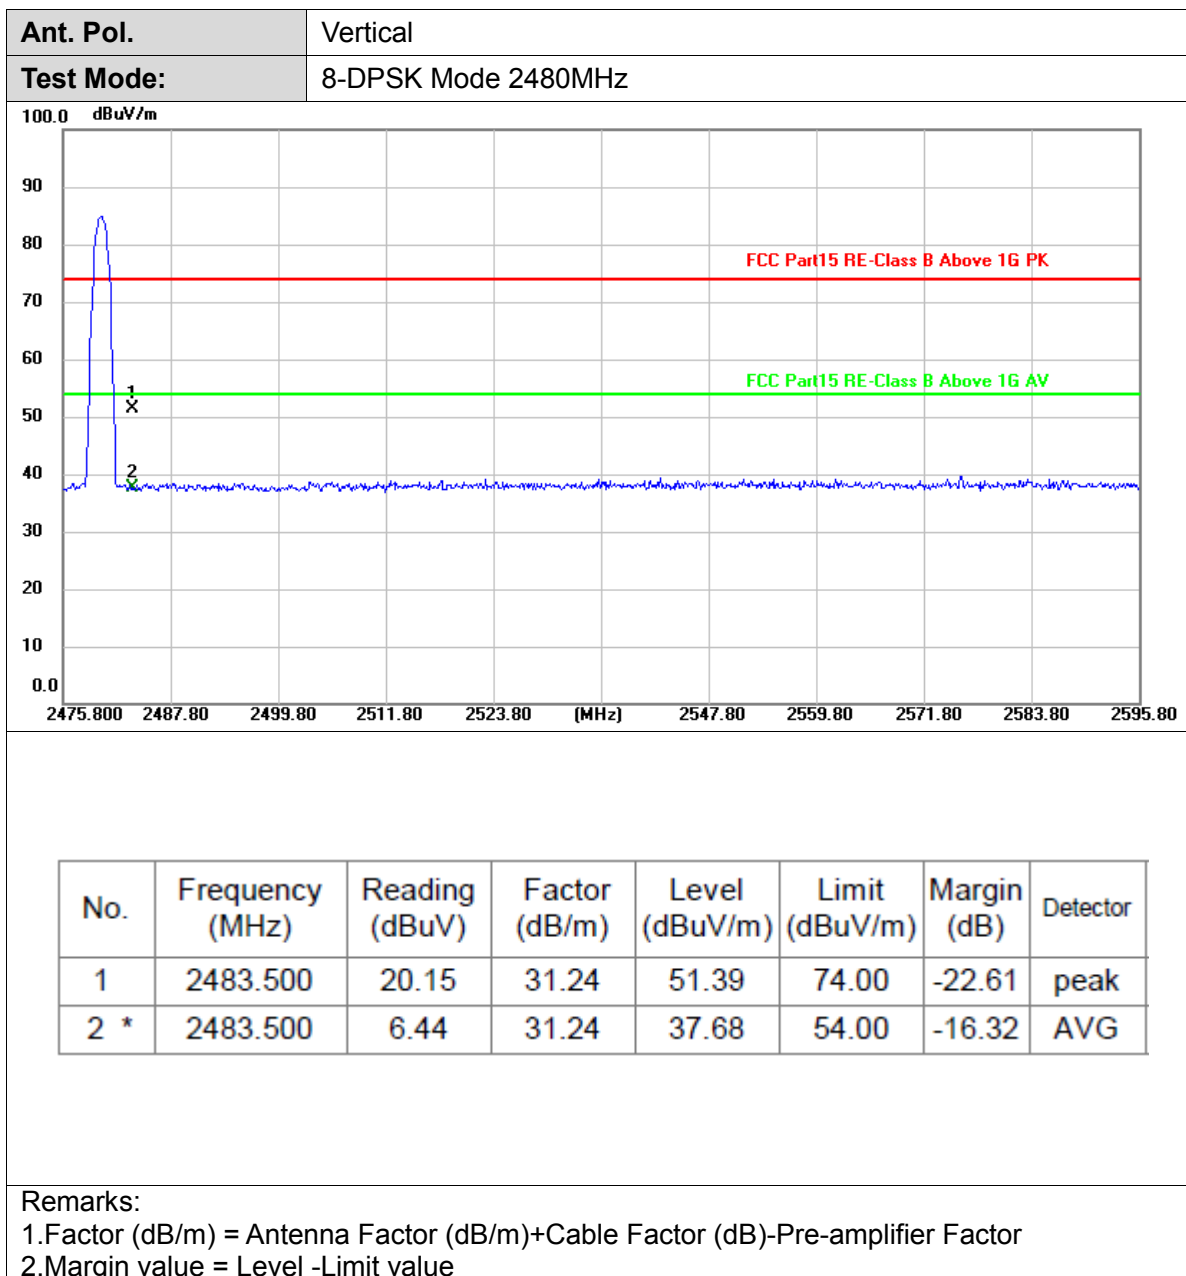 Ant. Pol. Vertical
Test Mode: 8-DPSK Mode 2480MHz
100.0 dBuV/m
90
80
FCC Part15 RE-Class B Above 1G PK
70
60
FCC Part15 RE-Class B Above 1G AV
1
50
X
40
2
X
30
20
10
0.0
2475.800 2487.80 2499.80 2511.80 2523.80 (MHz) 2547.80 2559.80 2571.80 2583.80 2595.80
No. Frequency (MHz) Reading (dBuV) Factor (dB/m) Level (dBuV/m) Limit (dBuV/m) Margin (dB) Detector
1 2483.500 20.15 31.24 51.39 74.00 -22.61 peak
2 * 2483.500 6.44 31.24 37.68 54.00 -16.32 AVG
Remarks:
1.Factor (dB/m) = Antenna Factor (dB/m)+Cable Factor (dB)-Pre-amplifier Factor
2.Margin value = Level -Limit value